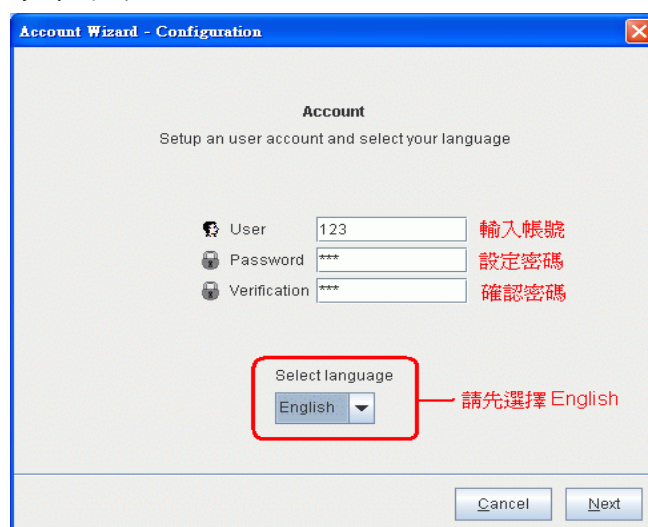 Account Wizard - Configuration
Account
Setup an user account and select your language
User 123 輸入帳號
Password *** 設定密碼
Verification *** 確認密碼
Select language
English 請先選擇 English
Cancel Next